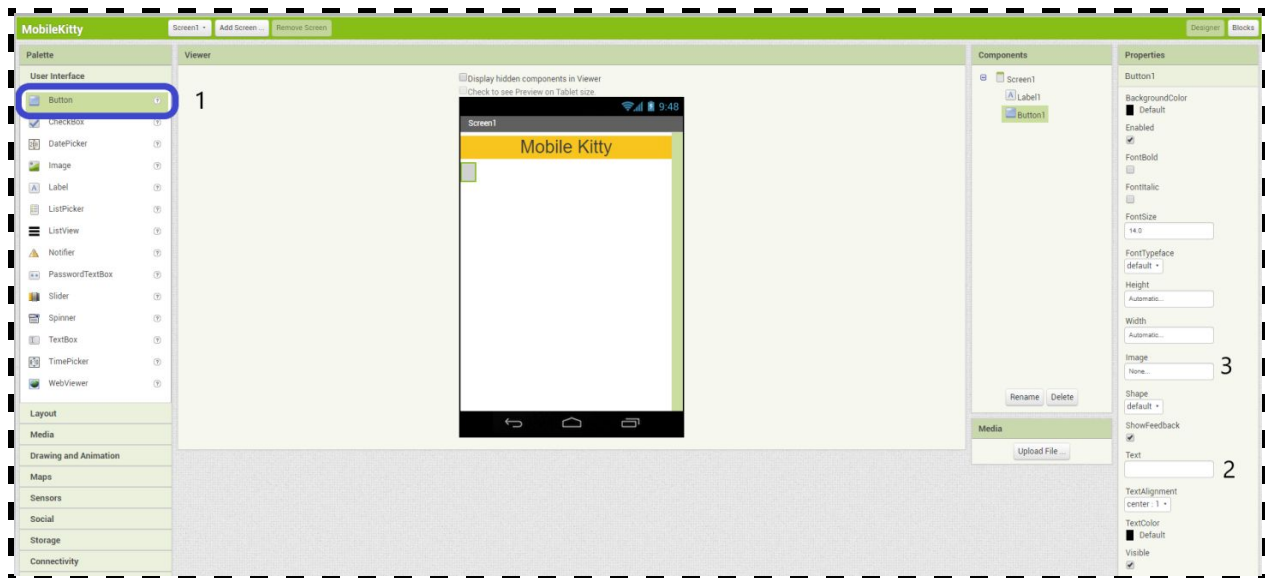 MobileKitty
Screen1
Add Screen ...
Remove Screen
Designer
Blocks
Palette
User Interface
Button
CheckBox
DatePicker
Image
Label
ListPicker
ListView
Notifier
PasswordTextBox
Slider
Spinner
TextBox
TimePicker
WebViewer
Layout
Media
Drawing and Animation
Maps
Sensors
Social
Storage
Connectivity
1
Viewer
Display hidden components in Viewer
Check to see Preview on Tablet size.
9:48
Screen1
Mobile Kitty
Components
Screen1
Label1
Button1
Rename
Delete
Media
Upload File ...
Properties
Button1
BackgroundColor
Default
Enabled
FontBold
FontItalic
FontSize
14.0
FontTypeface
default
Height
Automatic...
Width
Automatic...
Image
None...
3
Shape
default
ShowFeedback
Text
2
TextAlignment
center : 1
TextColor
Default
Visible